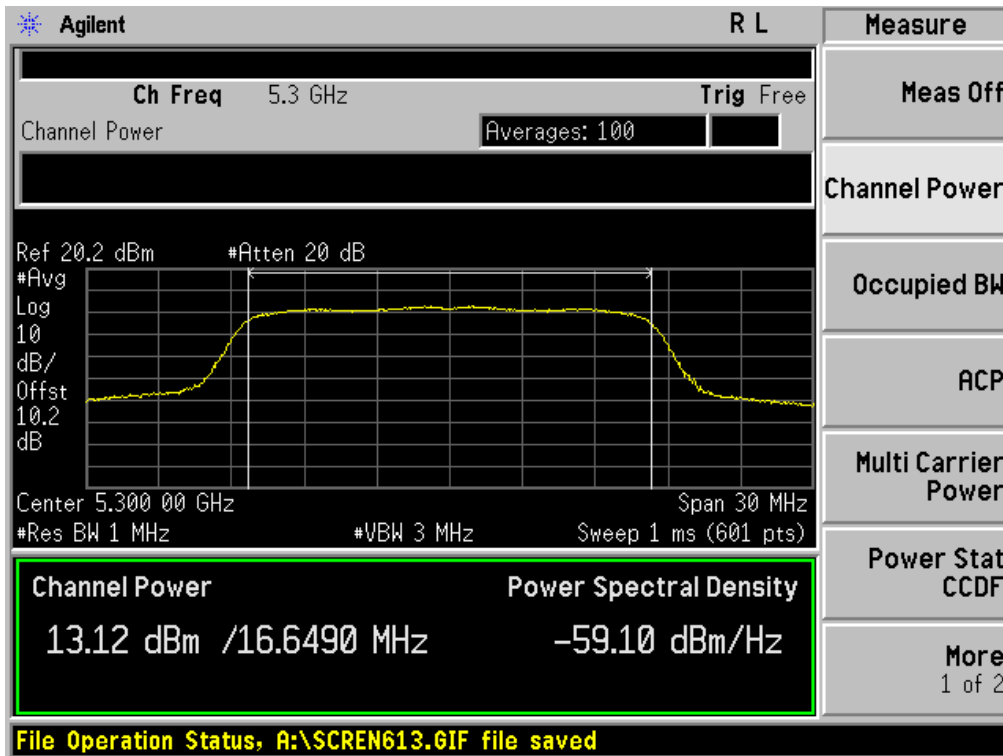 Agilent R L Measure
Ch Freq 5.3 GHz Trig Free
Channel Power Averages: 100
Meas Off
Channel Power
Occupied BW
ACP
Multi Carrier
Power
Power Stat
CCDF
More
1 of 2
Ref 20.2 dBm #Atten 20 dB
#Avg
Log
10
dB/
Offst
10.2
dB
Center 5.300 00 GHz Span 30 MHz
#Res BW 1 MHz #VBW 3 MHz Sweep 1 ms (601 pts)
Channel Power Power Spectral Density
13.12 dBm /16.6490 MHz -59.10 dBm/Hz
File Operation Status, A:\SCREN613.GIF file saved